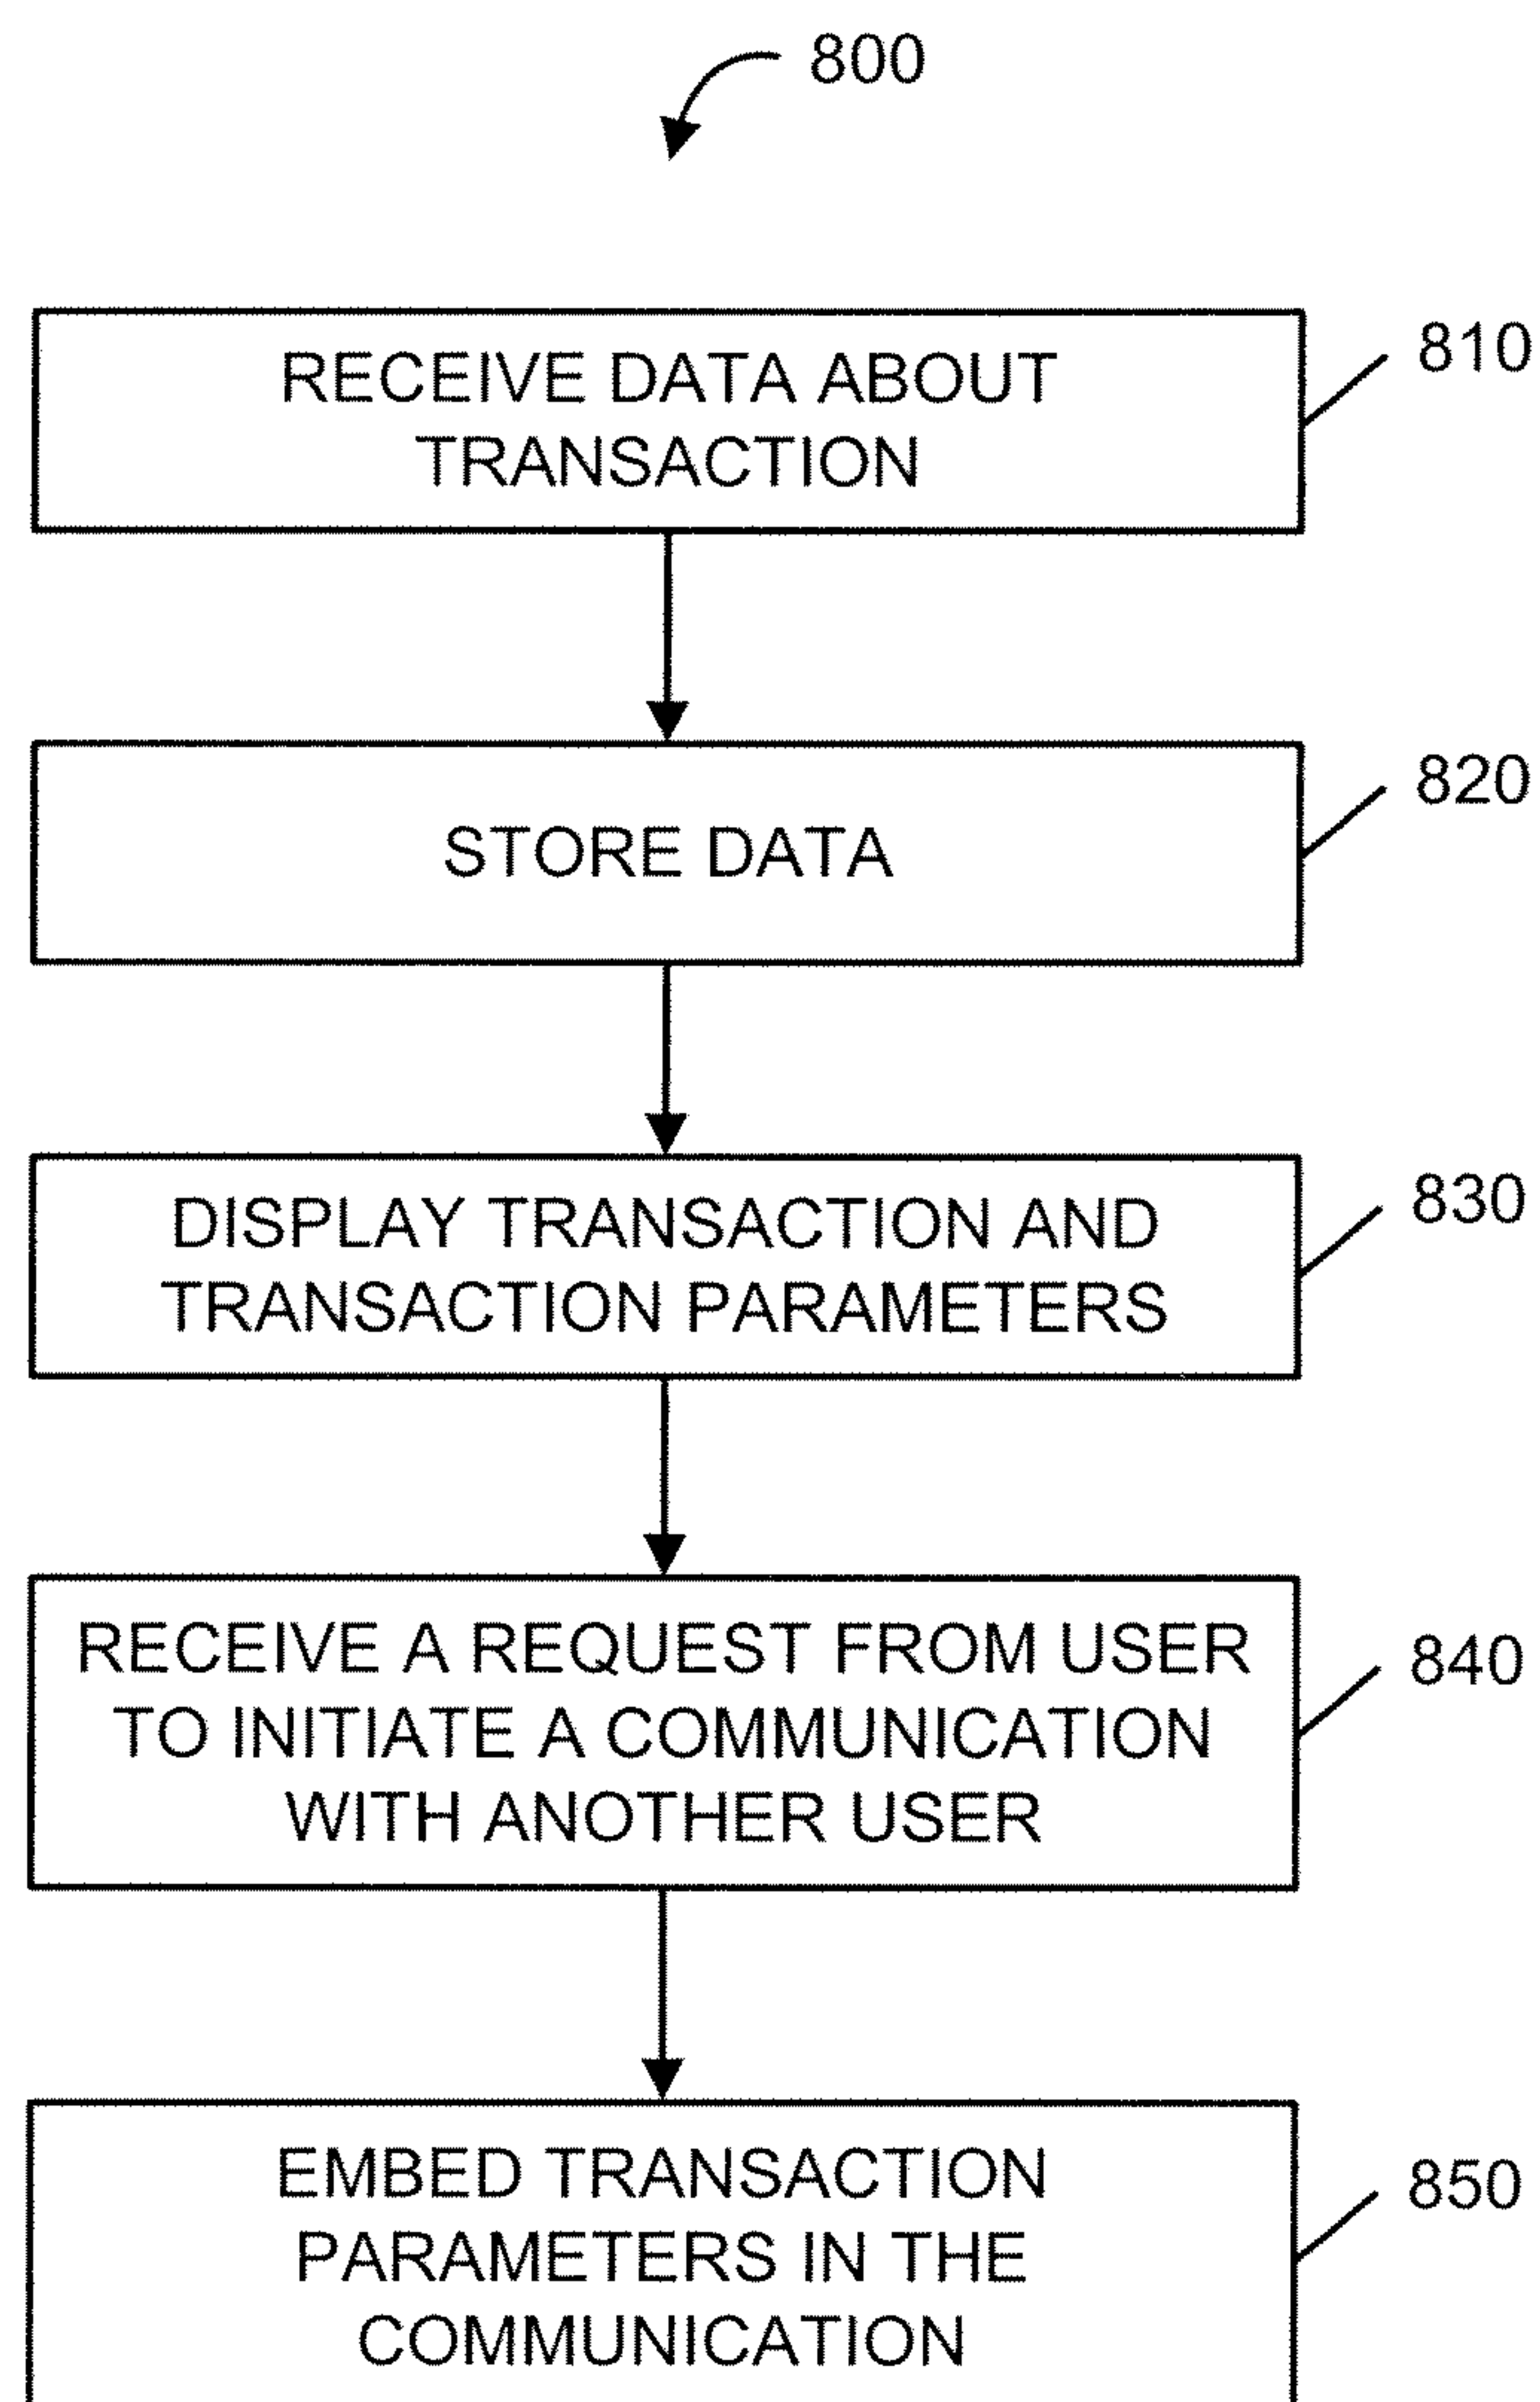 800
RECEIVE DATA ABOUT
TRANSACTION
810
STORE DATA
820
DISPLAY TRANSACTION AND
TRANSACTION PARAMETERS
830
RECEIVE A REQUEST FROM USER
TO INITIATE A COMMUNICATION
WITH ANOTHER USER
840
EMBED TRANSACTION
PARAMETERS IN THE
COMMUNICATION
850